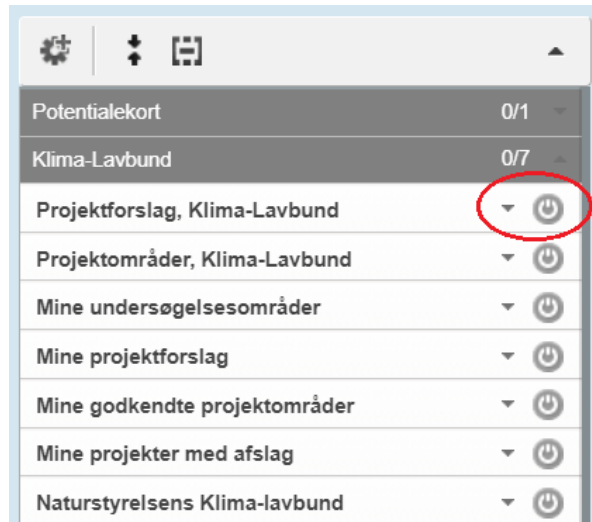 Potentialekort 0/1
Klima-Lavbund 0/7
Projektforslag, Klima-Lavbund
Projektområder, Klima-Lavbund
Mine undersøgelsesområder
Mine projektforslag
Mine godkendte projektområder
Mine projekter med afslag
Naturstyrelsens Klima-lavbund